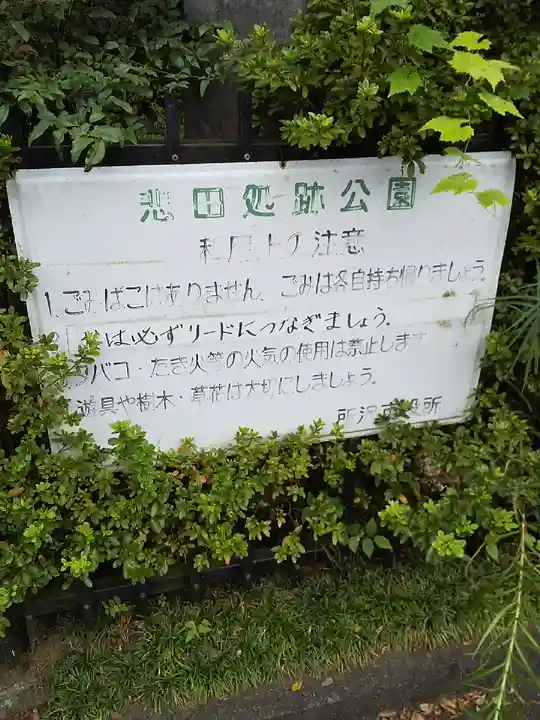 悲田処跡公園
利用上の注意
1.ごみばこはありません。ごみは各自持ち帰りましょう。
は必ずリードにつなぎましょう。
バコ・たき火等の火気の使用は禁止します
遊具や樹木・草花は大切にしましょう。
所沢市役所